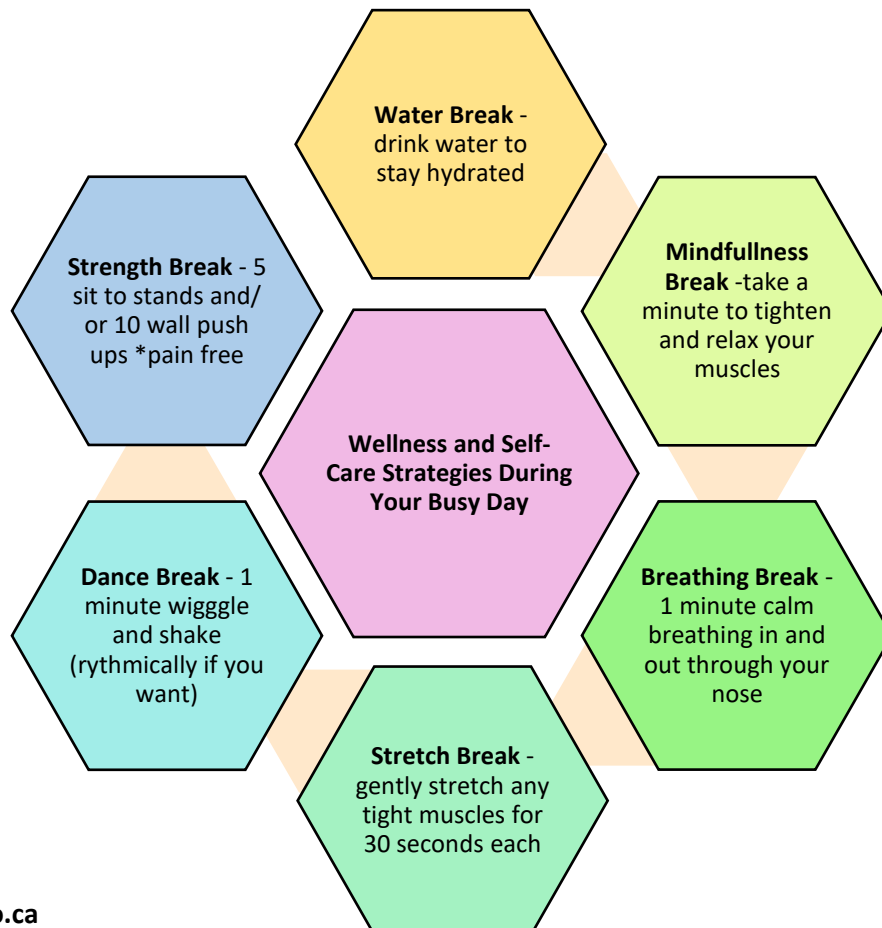 Water Break -
drink water to
stay hydrated
Mindfullness
Break -take a
minute to tighten
and relax your
muscles
Breathing Break -
1 minute calm
breathing in and
out through your
nose
Stretch Break -
gently stretch any
tight muscles for
30 seconds each
Dance Break - 1
minute wigggle
and shake
(rythmically if you
want)
Strength Break - 5
sit to stands and/
or 10 wall push
ups *pain free
Wellness and Self-
Care Strategies During
Your Busy Day
.ca